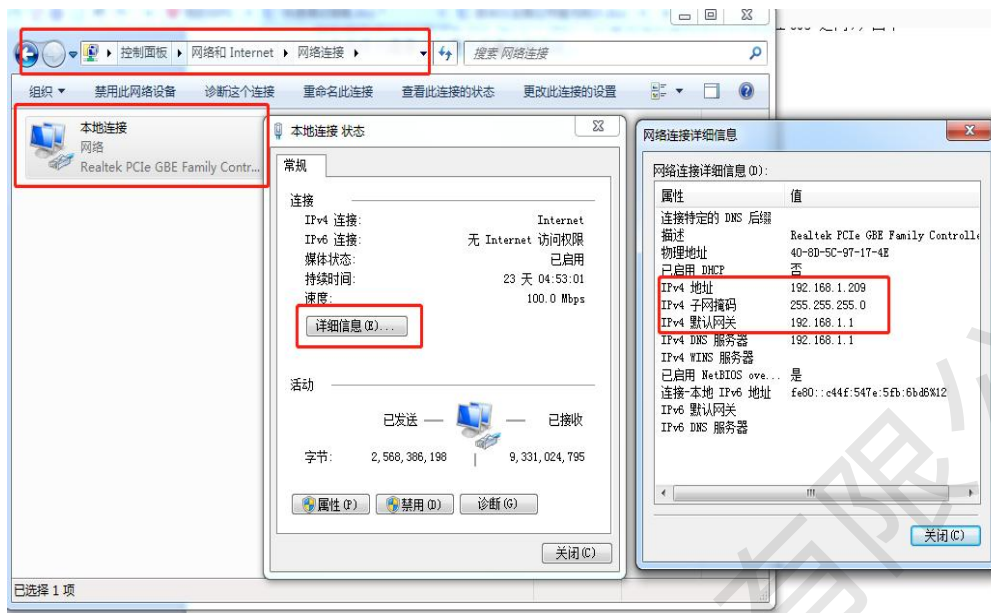 控制面板 网络和 Internet 网络连接
搜索 网络连接
组织 禁用此网络设备 诊断这个连接 重命名此连接 查看此连接的状态 更改此连接的设置
本地连接
网络
Realtek PCIe GBE Family Contr...
已选择 1 项
本地连接 状态
常规
连接
IPv4 连接: Internet
IPv6 连接: 无 Internet 访问权限
媒体状态: 已启用
持续时间: 23 天 04:53:01
速度: 100.0 Mbps
详细信息(E)...
活动
已发送 — — 已接收
字节: 2,568,386,198 | 9,331,024,795
属性(P) 禁用(D) 诊断(G)
关闭(C)
网络连接详细信息
网络连接详细信息(D):
属性 值
连接特定的 DNS 后缀
描述 Realtek PCIe GBE Family Controlle
物理地址 40-8D-5C-97-17-4E
已启用 DHCP 否
IPv4 地址 192.168.1.209
IPv4 子网掩码 255.255.255.0
IPv4 默认网关 192.168.1.1
IPv4 DNS 服务器 192.168.1.1
IPv4 WINS 服务器
已启用 NetBIOS ove... 是
连接-本地 IPv6 地址 fe80::c44f:547e:5fb:6bd6%12
IPv6 默认网关
IPv6 DNS 服务器
关闭(C)
有限公